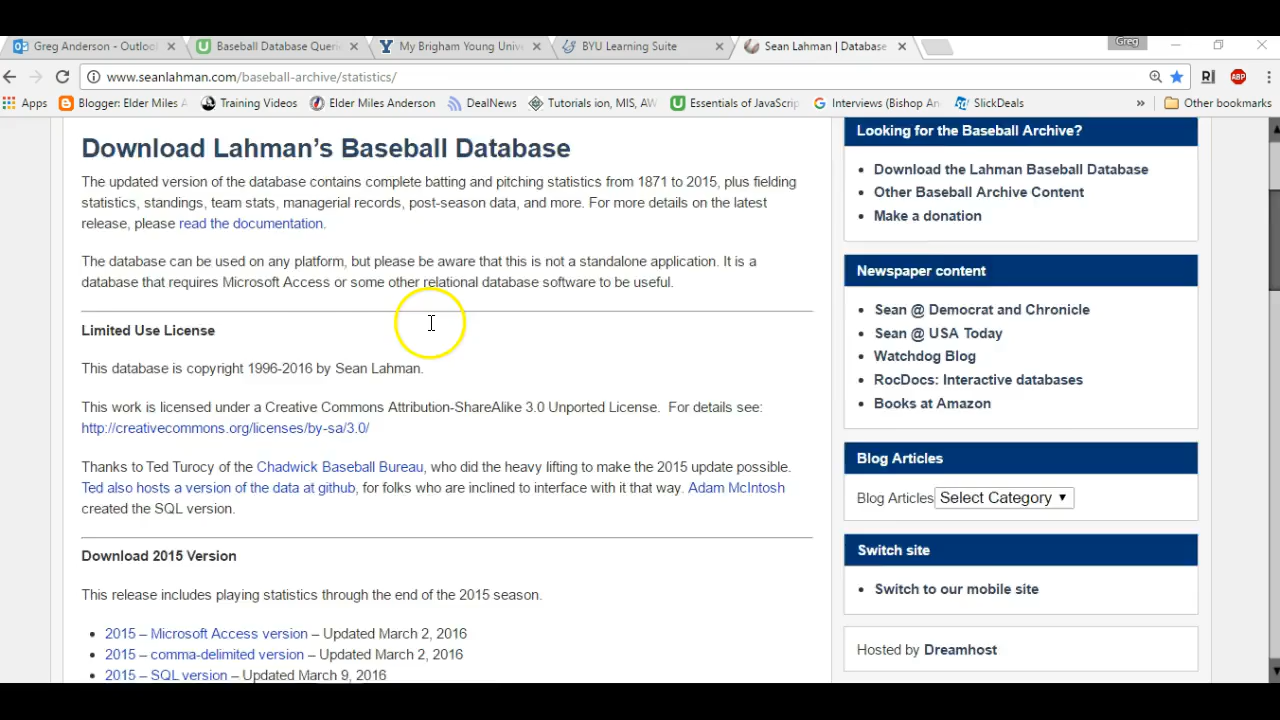 Greg Anderson - Outlool
Baseball Database Queri
My Brigham Young Univ
BYU Learning Suite
Sean Lahman | Database
Greg
www.seanlahman.com/baseball-archive/statistics/
Apps
Blogger: Elder Miles A
Training Videos
Elder Miles Anderson
DealNews
Tutorials ion, MIS, AW
Essentials of JavaScrip
Interviews (Bishop An
SlickDeals
»
Other bookmarks
Download Lahman’s Baseball Database
The updated version of the database contains complete batting and pitching statistics from 1871 to 2015, plus fielding
statistics, standings, team stats, managerial records, post-season data, and more. For more details on the latest
release, please read the documentation.
The database can be used on any platform, but please be aware that this is not a standalone application. It is a
database that requires Microsoft Access or some other relational database software to be useful.
Limited Use License
This database is copyright 1996-2016 by Sean Lahman.
This work is licensed under a Creative Commons Attribution-ShareAlike 3.0 Unported License. For details see:
http://creativecommons.org/licenses/by-sa/3.0/
Thanks to Ted Turocy of the Chadwick Baseball Bureau, who did the heavy lifting to make the 2015 update possible.
Ted also hosts a version of the data at github, for folks who are inclined to interface with it that way. Adam McIntosh
created the SQL version.
Download 2015 Version
This release includes playing statistics through the end of the 2015 season.
• 2015 – Microsoft Access version – Updated March 2, 2016
• 2015 – comma-delimited version – Updated March 2, 2016
• 2015 – SQL version – Updated March 9, 2016
Looking for the Baseball Archive?
• Download the Lahman Baseball Database
• Other Baseball Archive Content
• Make a donation
Newspaper content
• Sean @ Democrat and Chronicle
• Sean @ USA Today
• Watchdog Blog
• RocDocs: Interactive databases
• Books at Amazon
Blog Articles
Blog Articles Select Category
Switch site
• Switch to our mobile site
Hosted by Dreamhost